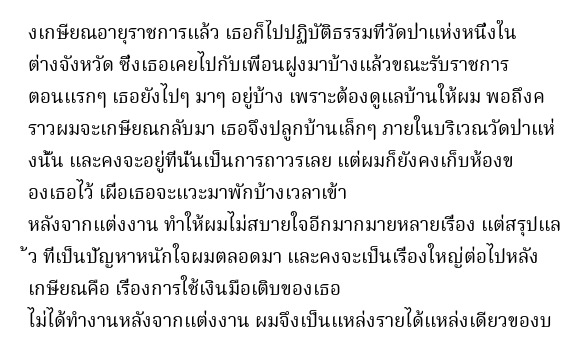 งเกษียณอายุราชการแล้ว เธอก็ไปปฏิบัติธรรมที่วัดป่าแห่งหนึ่งใน
ต่างจังหวัด ซึ่งเธอเคยไปกับเพื่อนฝูงมาบ้างแล้วขณะรับราชการ
ตอนแรกๆ เธอยังไปๆ มาๆ อยู่บ้าง เพราะต้องดูแลบ้านให้ผม พอถึงค
ราวผมจะเกษียณกลับมา เธอจึงปลูกบ้านเล็กๆ ภายในบริเวณวัดป่าแห่
งนั้น และคงจะอยู่ที่นั่นเป็นการถาวรเลย แต่ผมก็ยังคงเก็บห้องข
องเธอไว้ เผื่อเธอจะแวะมาพักบ้างเวลาเข้า
หลังจากแต่งงาน ทำให้ผมไม่สบายใจอีกมากมายหลายเรื่อง แต่สรุปแล
้ว ที่เป็นปัญหาหนักใจผมตลอดมา และคงจะเป็นเรื่องใหญ่ต่อไปหลัง
เกษียณคือ เรื่องการใช้เงินมือเติบของเธอ
ไม่ได้ทำงานหลังจากแต่งงาน ผมจึงเป็นแหล่งรายได้แหล่งเดียวของบ